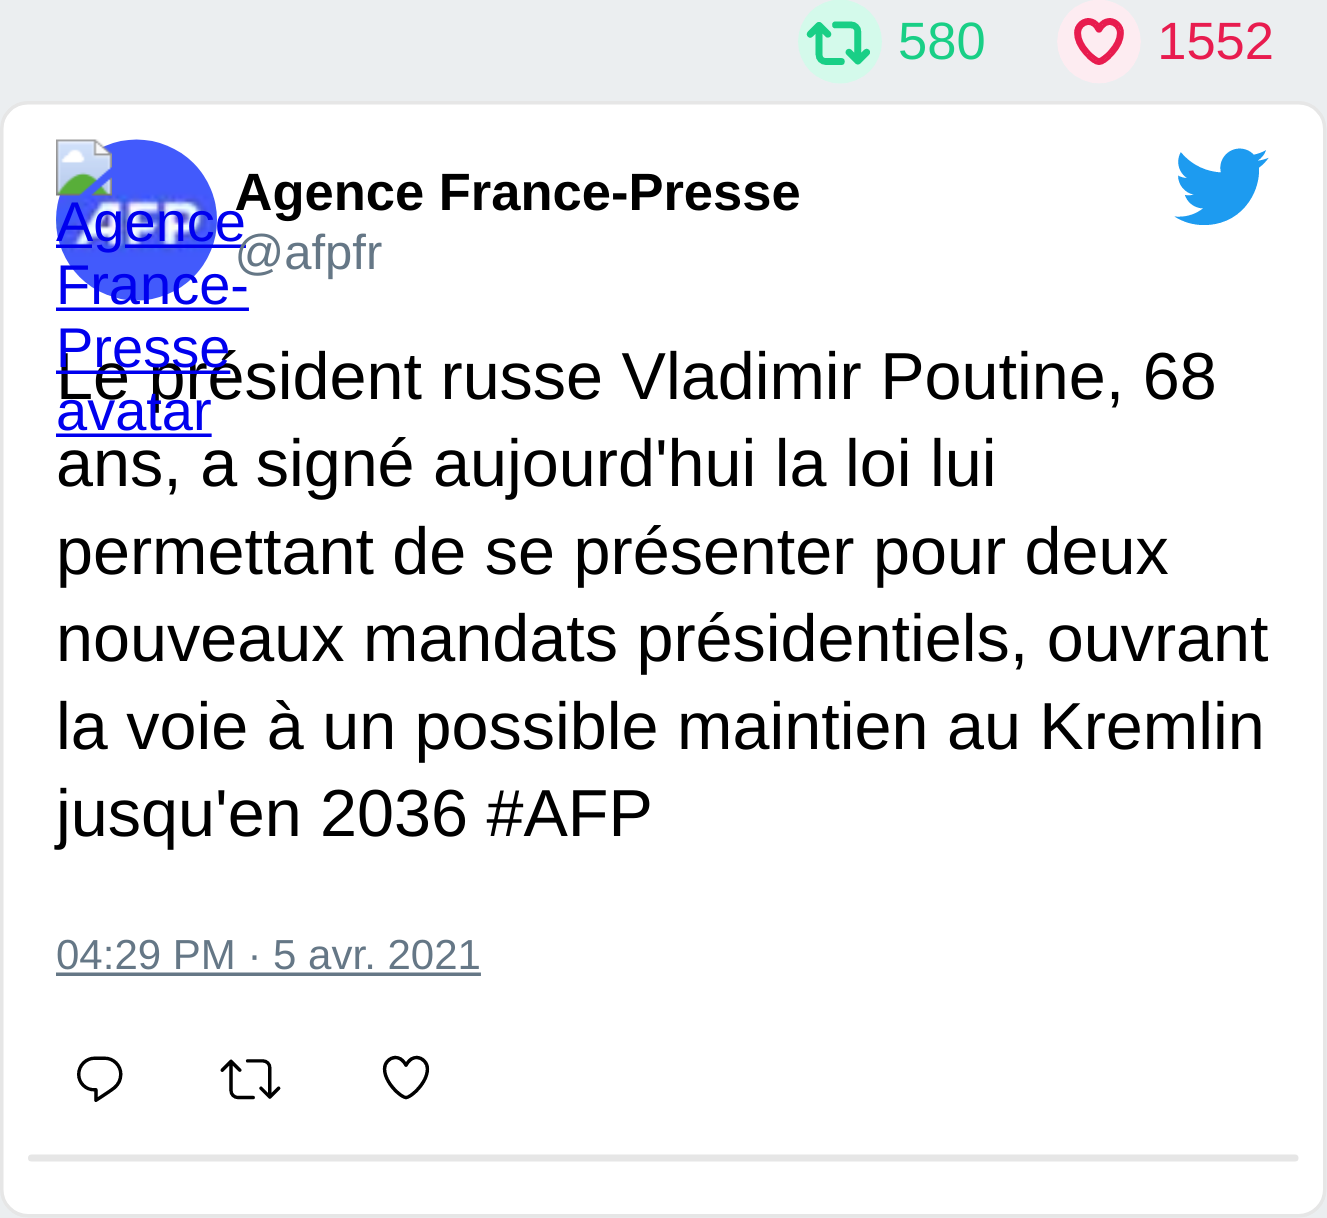 580 1552
Agence France-Presse
@afpfr
AFP
Agence
France-
Presse
avatar
Le président russe Vladimir Poutine, 68
ans, a signé aujourd'hui la loi lui
permettant de se présenter pour deux
nouveaux mandats présidentiels, ouvrant
la voie à un possible maintien au Kremlin
jusqu'en 2036 #AFP
04:29 PM · 5 avr. 2021